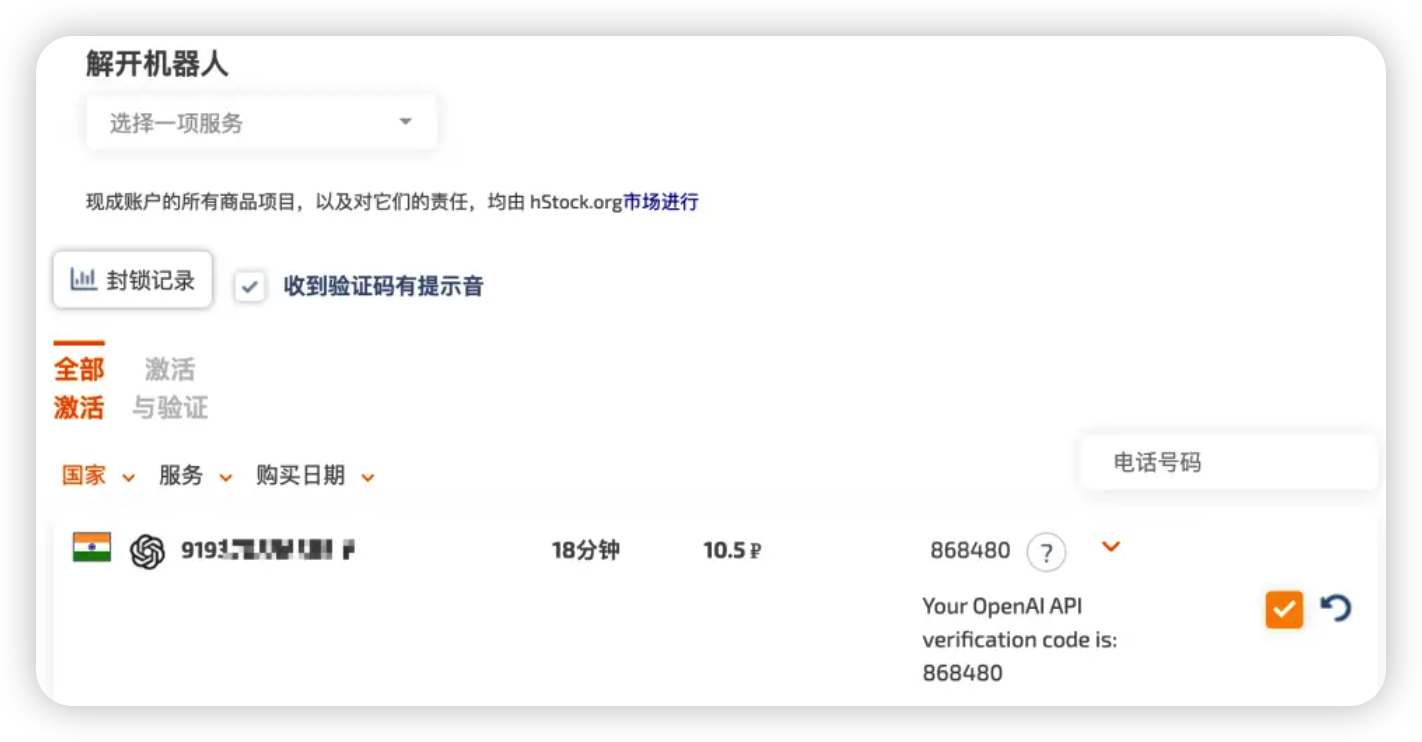 解开机器人
选择一项服务
现成账户的所有商品项目，以及对它们的责任，均由 hStock.org市场进行
封锁记录
收到验证码有提示音
全部 激活
激活 与验证
电话号码
国家 服务 购买日期
9193 18分钟 10.5 ₽ 868480 ?
Your OpenAI API
verification code is:
868480